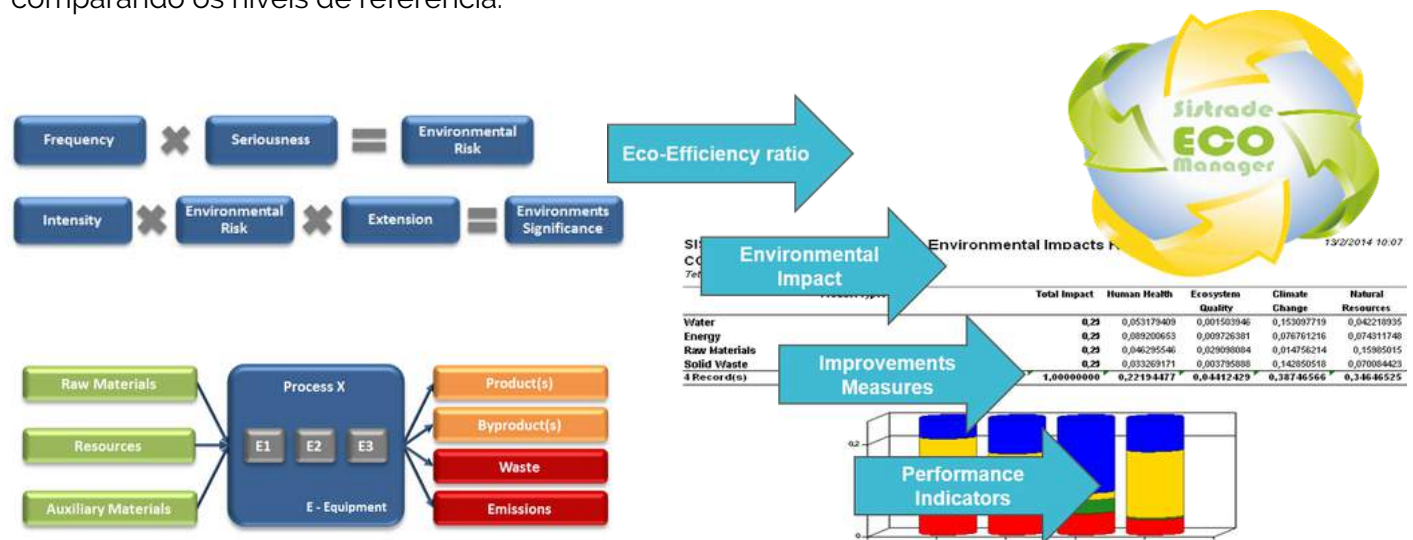 comparando os níveis de referência.
Frequency
Seriousness
Environmental
Risk
Intensity
Environmental
Risk
Extension
Environments
Significance
Raw Materials
Resources
Auxiliary Materials
Process X
E1 E2 E3
E - Equipment
Product(s)
Byproduct(s)
Waste
Emissions
Eco-Efficiency ratio
Environmental
Impact
Improvements
Measures
Performance
Indicators
Sistrade
ECO
Manager
Environmental Impacts
13/2/2014 10:07
Total Impact Human Health Ecosystem Quality Climate Change Natural Resources
Water 0,25 0,053179409 0,001503946 0,153097719 0,042218935
Energy 0,25 0,089200653 0,009726381 0,076761216 0,074311748
Raw Materials 0,25 0,046295546 0,029098084 0,014756214 0,15985015
Solid Waste 0,25 0,033269171 0,003795888 0,142850518 0,070084423
4 Record(s) 1,00000000 0,22194477 0,04412429 0,38746566 0,34646525
0,2
0